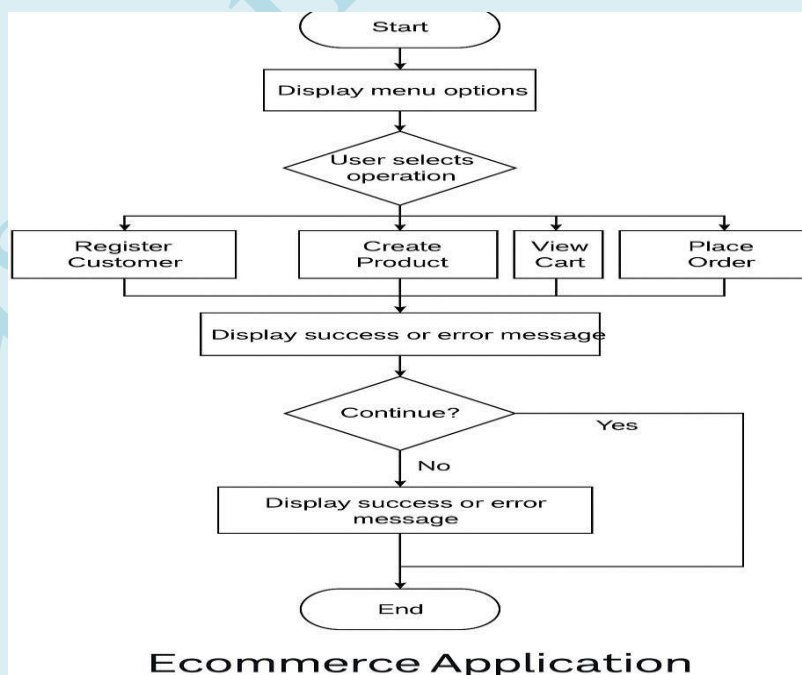 Start
Display menu options
User selects
operation
Register
Customer
Create
Product
View
Cart
Place
Order
Display success or error message
Continue?
Yes
No
Display success or error
message
End
Ecommerce Application